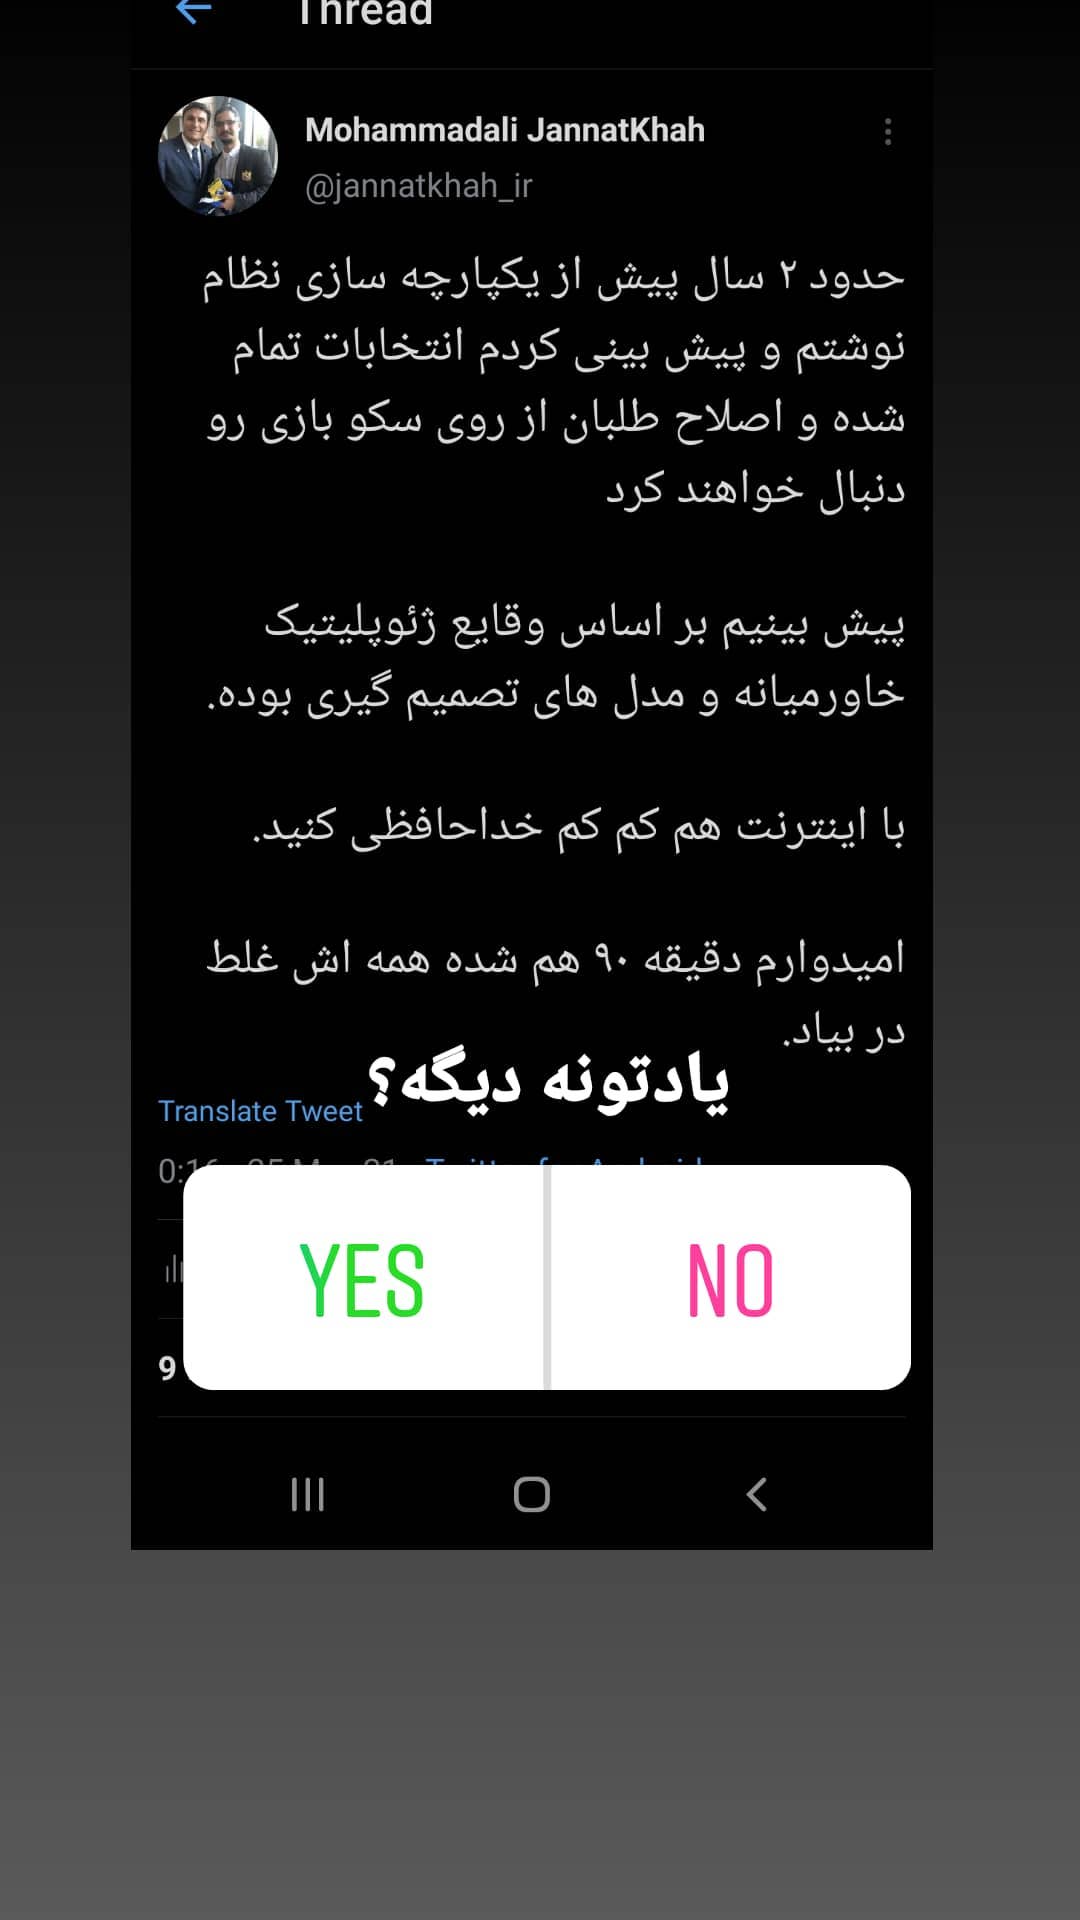 Thread
Mohammadali JannatKhah
@jannatkhah_ir
حدود ۲ سال پیش از یکپارچه سازی نظام
نوشتم و پیش بینی کردم انتخابات تمام
شده و اصلاح طلبان از روی سکو بازی رو
دنبال خواهند کرد
پیش بینیم بر اساس وقایع ژئوپلیتیک
خاورمیانه و مدل های تصمیم گیری بوده.
با اینترنت هم کم کم خداحافظی کنید.
امیدوارم دقیقه ۹۰ هم شده همه اش غلط
در بیاد.
یادتونه دیگه؟
Translate Tweet
YES NO
9